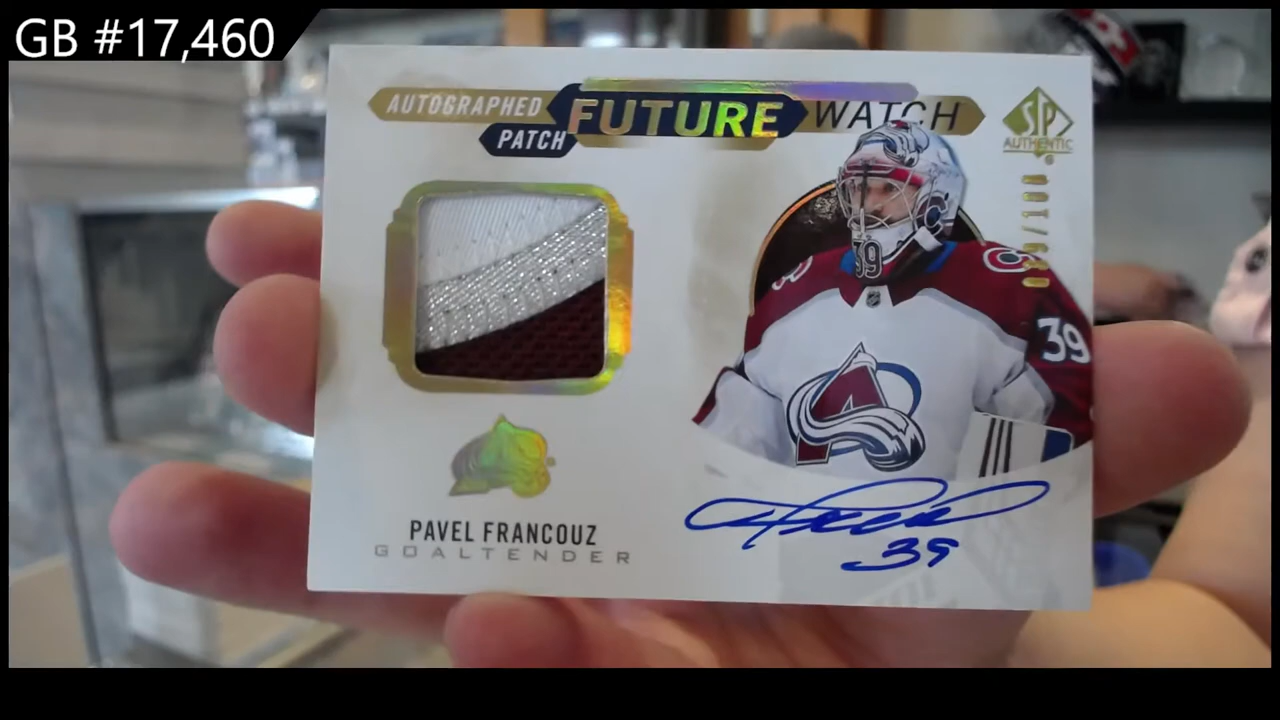 GB #17,460
AUTOGRAPHED FUTURE WATCH
PATCH
SP
AUTHENTIC
39
39
PAVEL FRANCOUZ
GOALTENDER
39